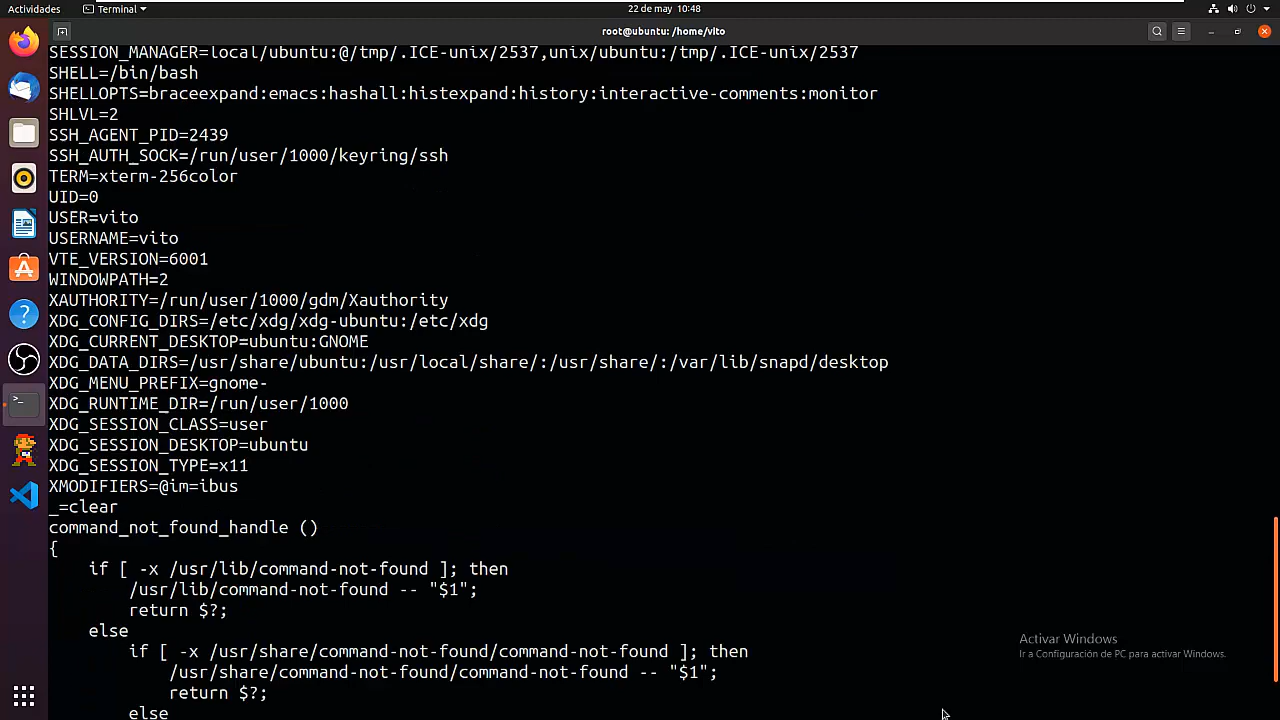 Actividades
Terminal
22 de may 10:48
root@ubuntu: /home/vito
SESSION_MANAGER=local/ubuntu:@/tmp/.ICE-unix/2537,unix/ubuntu:/tmp/.ICE-unix/2537
SHELL=/bin/bash
SHELLOPTS=braceexpand:emacs:hashall:histexpand:history:interactive-comments:monitor
SHLVL=2
SSH_AGENT_PID=2439
SSH_AUTH_SOCK=/run/user/1000/keyring/ssh
TERM=xterm-256color
UID=0
USER=vito
USERNAME=vito
VTE_VERSION=6001
WINDOWPATH=2
XAUTHORITY=/run/user/1000/gdm/Xauthority
XDG_CONFIG_DIRS=/etc/xdg/xdg-ubuntu:/etc/xdg
XDG_CURRENT_DESKTOP=ubuntu:GNOME
XDG_DATA_DIRS=/usr/share/ubuntu:/usr/local/share/:/usr/share/:/var/lib/snapd/desktop
XDG_MENU_PREFIX=gnome-
XDG_RUNTIME_DIR=/run/user/1000
XDG_SESSION_CLASS=user
XDG_SESSION_DESKTOP=ubuntu
XDG_SESSION_TYPE=x11
XMODIFIERS=@im=ibus
_=clear
command_not_found_handle ()
{
    if [ -x /usr/lib/command-not-found ]; then
        /usr/lib/command-not-found -- "$1";
        return $?;
    else
        if [ -x /usr/share/command-not-found/command-not-found ]; then
            /usr/share/command-not-found/command-not-found -- "$1";
            return $?;
        else
Activar Windows
Ir a Configuración de PC para activar Windows.